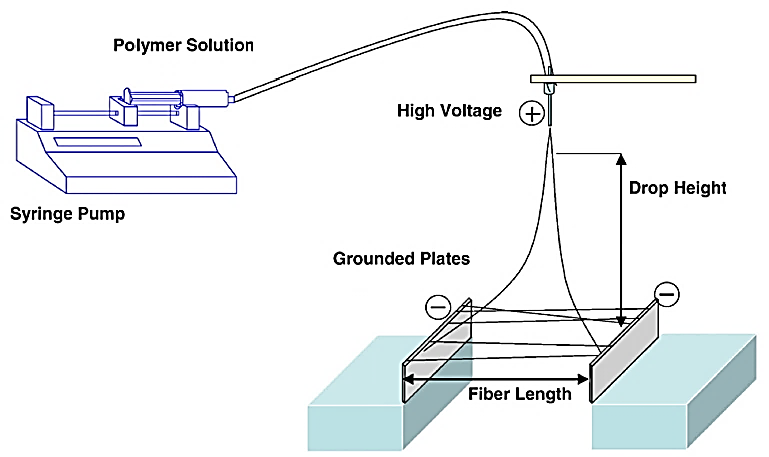 Polymer Solution
High Voltage
+
Drop Height
Syringe Pump
Grounded Plates
−
−
Fiber Length